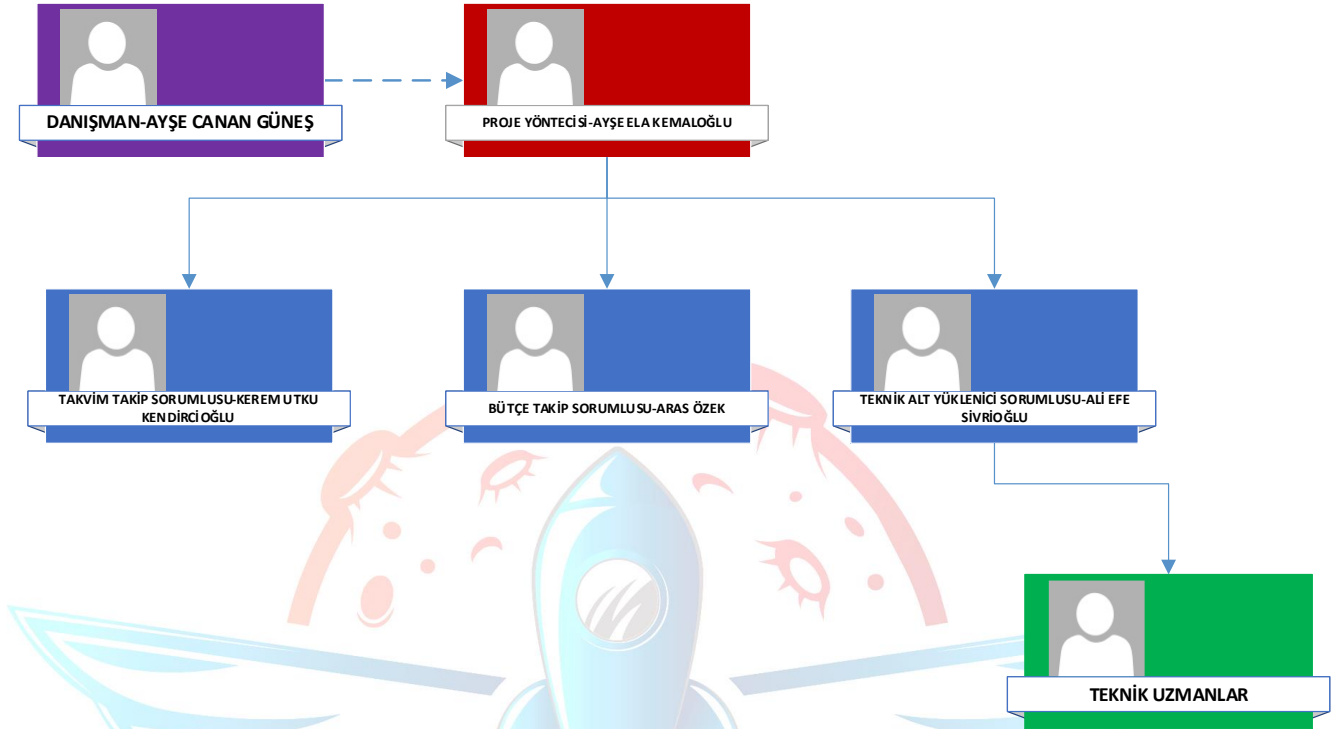 DANIŞMAN-AYŞE CANAN GÜNEŞ
PROJE YÖNTECİSİ-AYŞE ELA KEMALOĞLU
TAKVİM TAKİP SORUMLUSU-KEREM UTKU
KENDİRCİOĞLU
BÜTÇE TAKİP SORUMLUSU-ARAS ÖZEK
TEKNİK ALT YÜKLENİCİ SORUMLUSU-ALİ EFE
SİVRİOĞLU
TEKNİK UZMANLAR